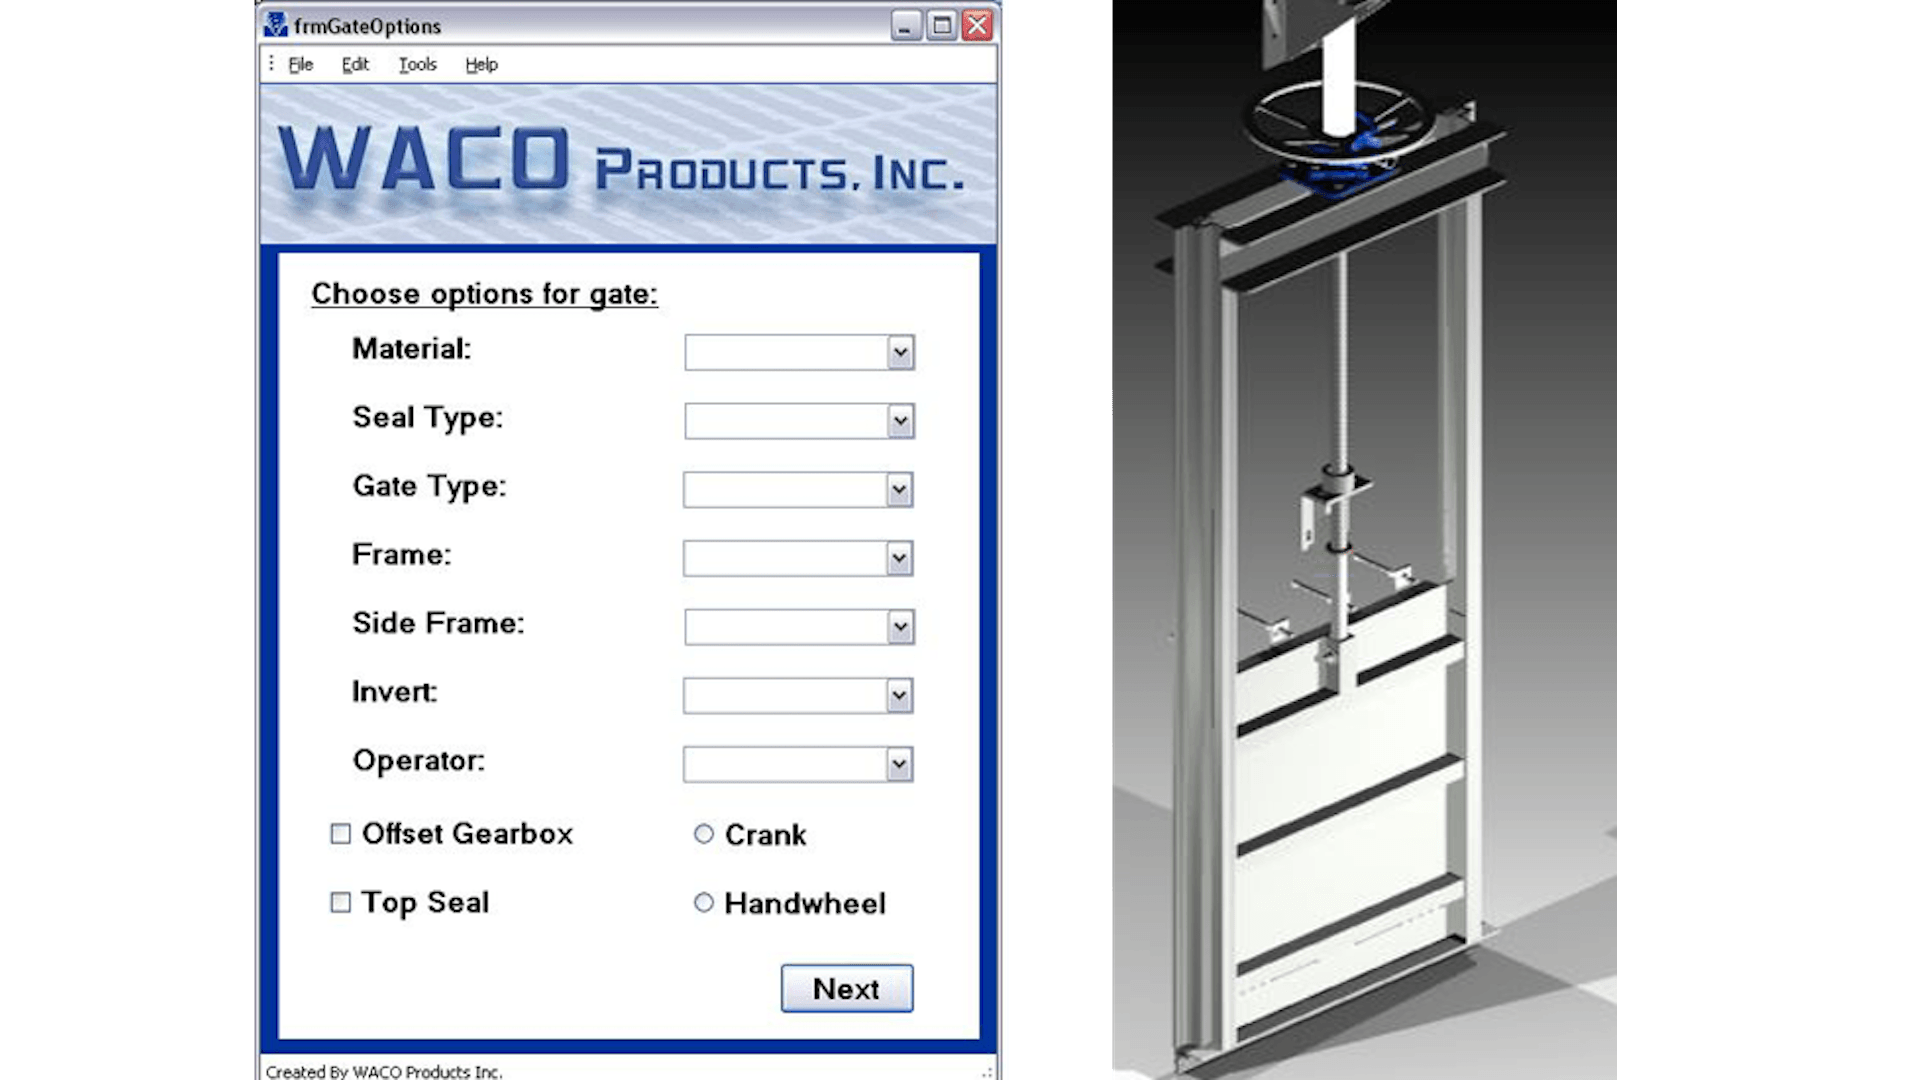 frmGateOptions
File Edit Tools Help
WACO PRODUCTS, INC.
Choose options for gate:
Material:
Seal Type:
Gate Type:
Frame:
Side Frame:
Invert:
Operator:
Offset Gearbox
Crank
Top Seal
Handwheel
Next
Created By WACO Products Inc.